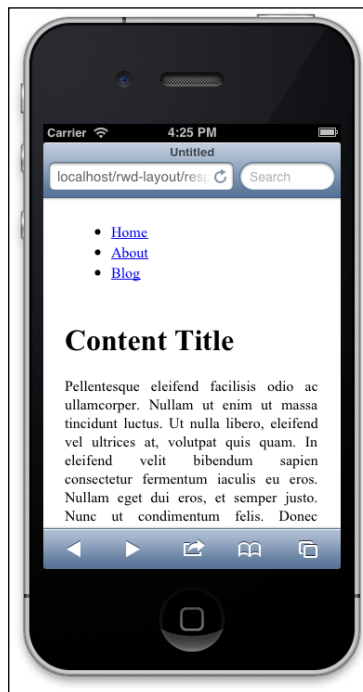 Carrier 4:25 PM
Untitled
localhost/rwd-layout/resp
Search
Home
About
Blog
Content Title
Pellentesque eleifend facilisis odio ac
ullamcorper. Nullam ut enim ut massa
tincidunt luctus. Ut nulla libero, eleifend
vel ultrices at, volutpat quis quam. In
eleifend velit bibendum sapien
consectetur fermentum iaculis eu eros.
Nullam eget dui eros, et semper justo.
Nunc ut condimentum felis. Donec